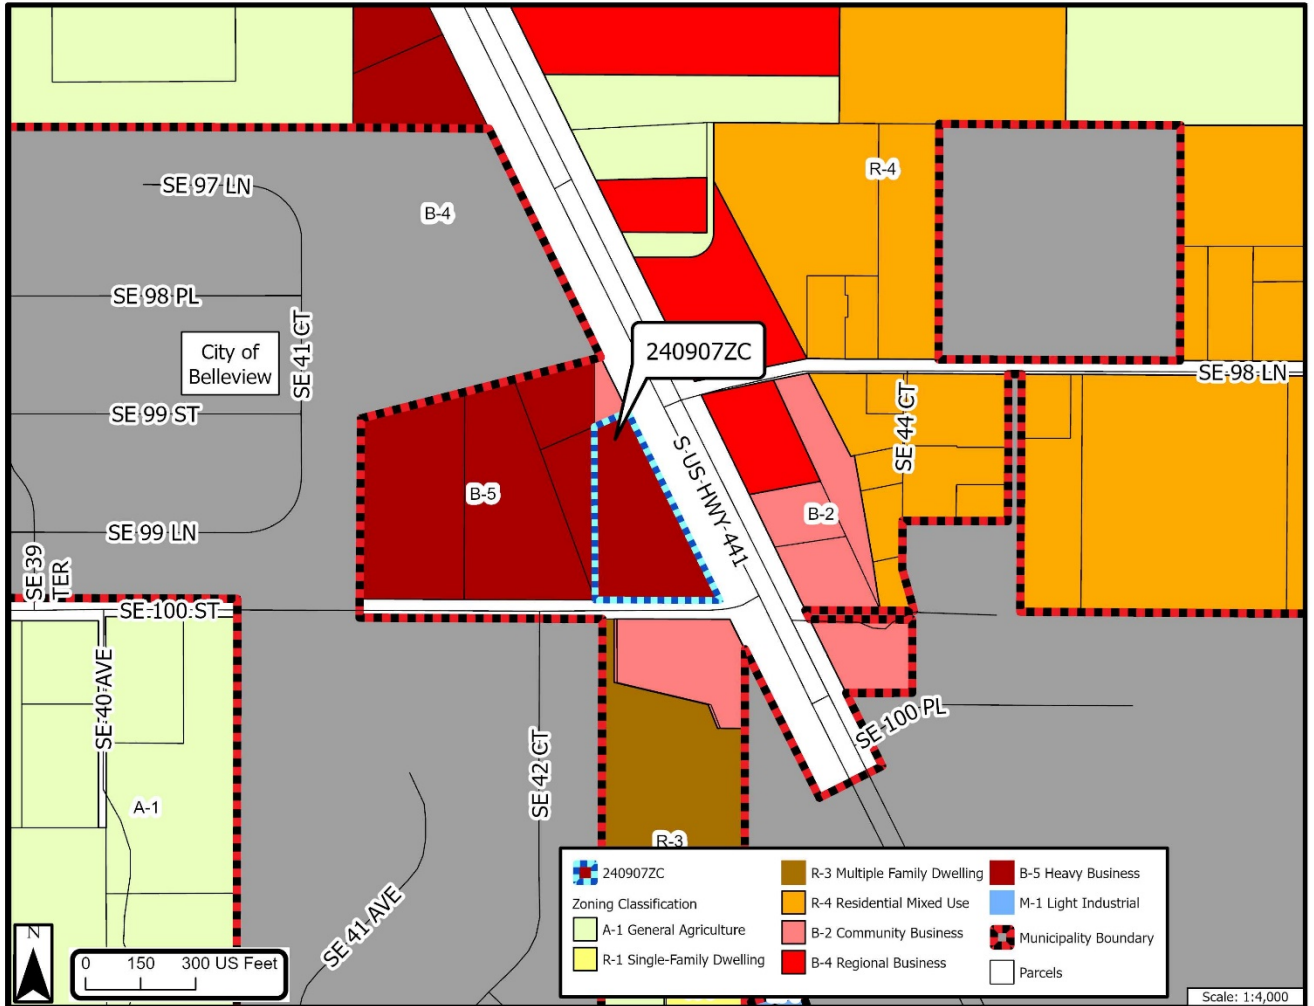 R-4
SE 97 LN
B-4
SE 98 PL
SE 41 CT
City of
Belleview
240907ZC
SE 98 LN
SE 99 ST
SE 44 CT
S US HWY 441
B-5
B-2
SE 99 LN
SE 39
TER
SE 100 ST
SE 40 AVE
SE 100 PL
SE 42 CT
A-1
R-3
SE 41 AVE
240907ZC
Zoning Classification
A-1 General Agriculture
R-1 Single-Family Dwelling
R-3 Multiple Family Dwelling
R-4 Residential Mixed Use
B-2 Community Business
B-4 Regional Business
B-5 Heavy Business
M-1 Light Industrial
Municipality Boundary
Parcels
N
0 150 300 US Feet
Scale: 1:4,000